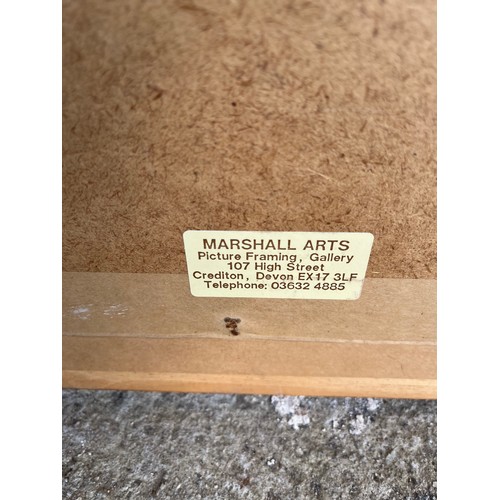 MARSHALL ARTS
Picture Framing, Gallery
107 High Street
Crediton, Devon EX17 3LF
Telephone: 03632 4885